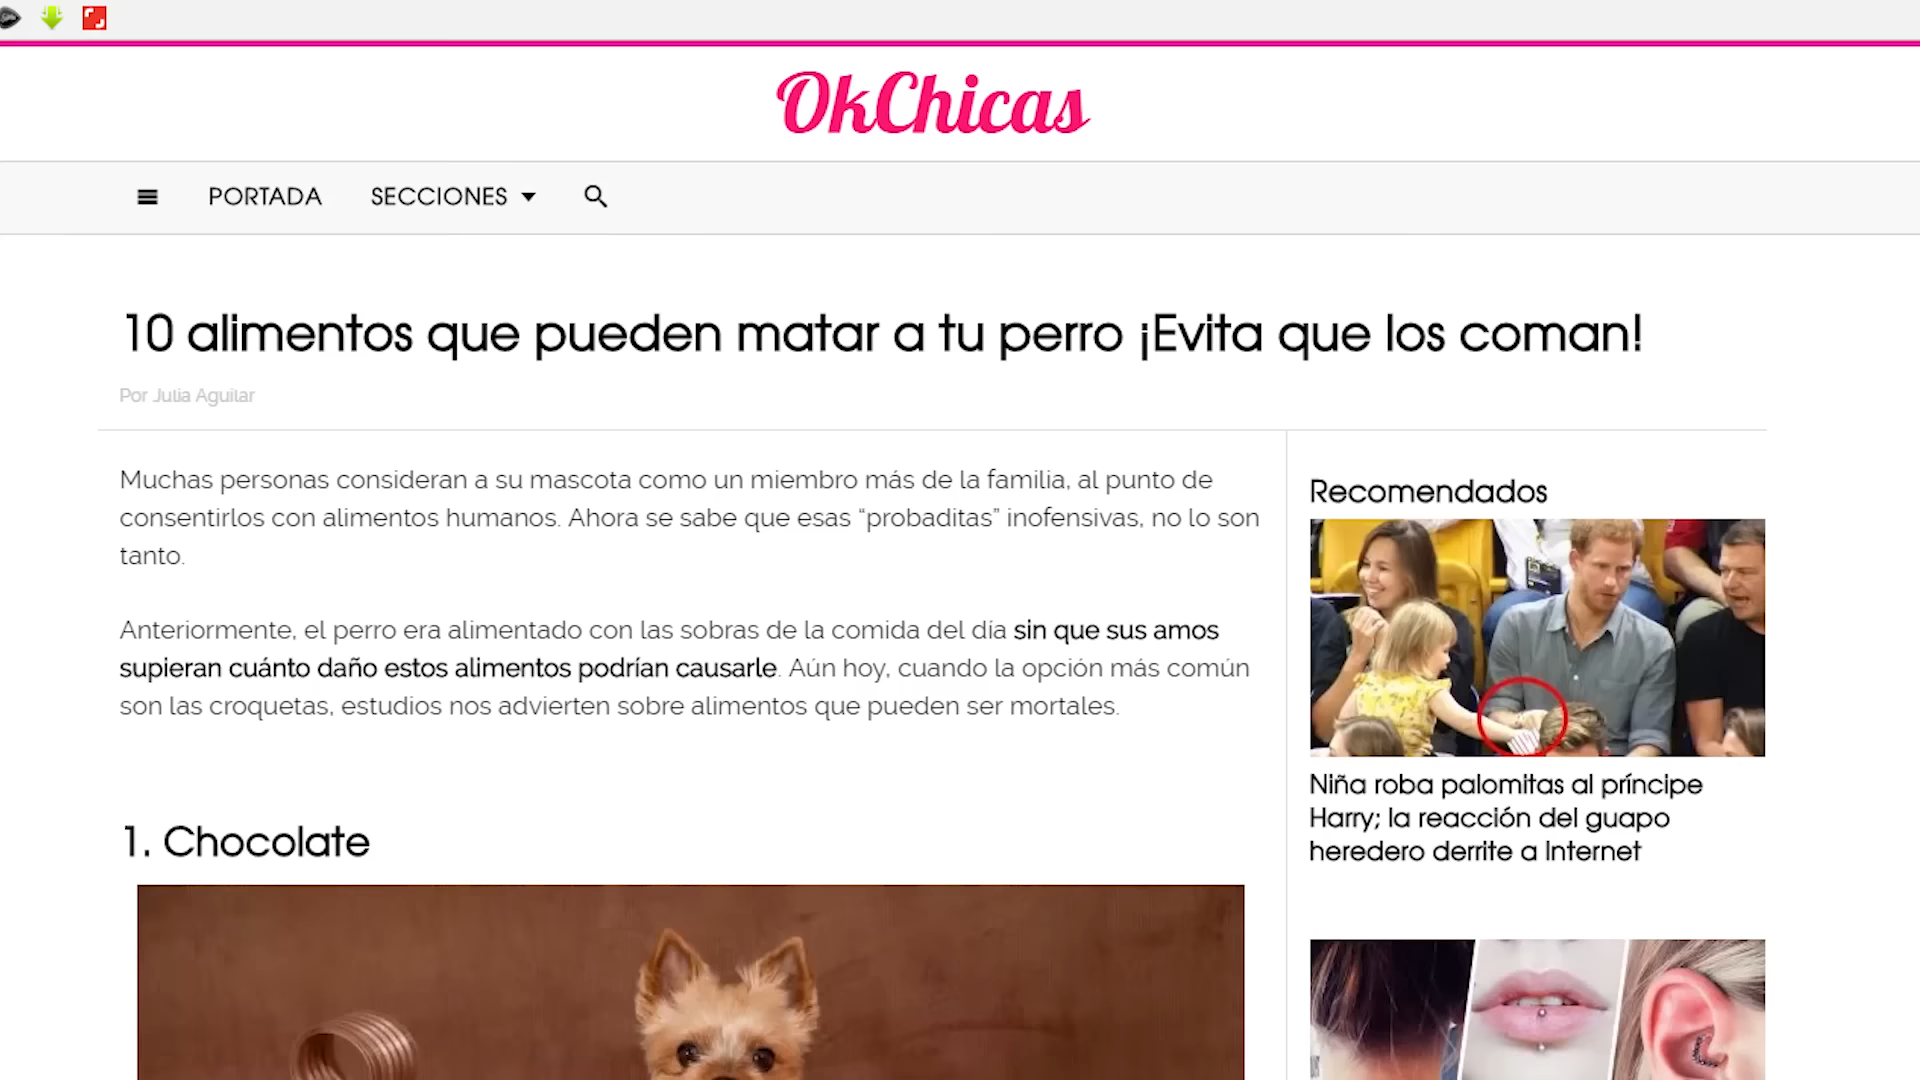 OkChicas
PORTADA
SECCIONES
10 alimentos que pueden matar a tu perro ¡Evita que los coman!
Por Julia Aguilar
Muchas personas consideran a su mascota como un miembro más de la familia, al punto de
consentirlos con alimentos humanos. Ahora se sabe que esas “probaditas” inofensivas, no lo son
tanto.
Anteriormente, el perro era alimentado con las sobras de la comida del día sin que sus amos
supieran cuánto daño estos alimentos podrían causarle. Aún hoy, cuando la opción más común
son las croquetas, estudios nos advierten sobre alimentos que pueden ser mortales.
1. Chocolate
Recomendados
Niña roba palomitas al príncipe
Harry; la reacción del guapo
heredero derrite a Internet